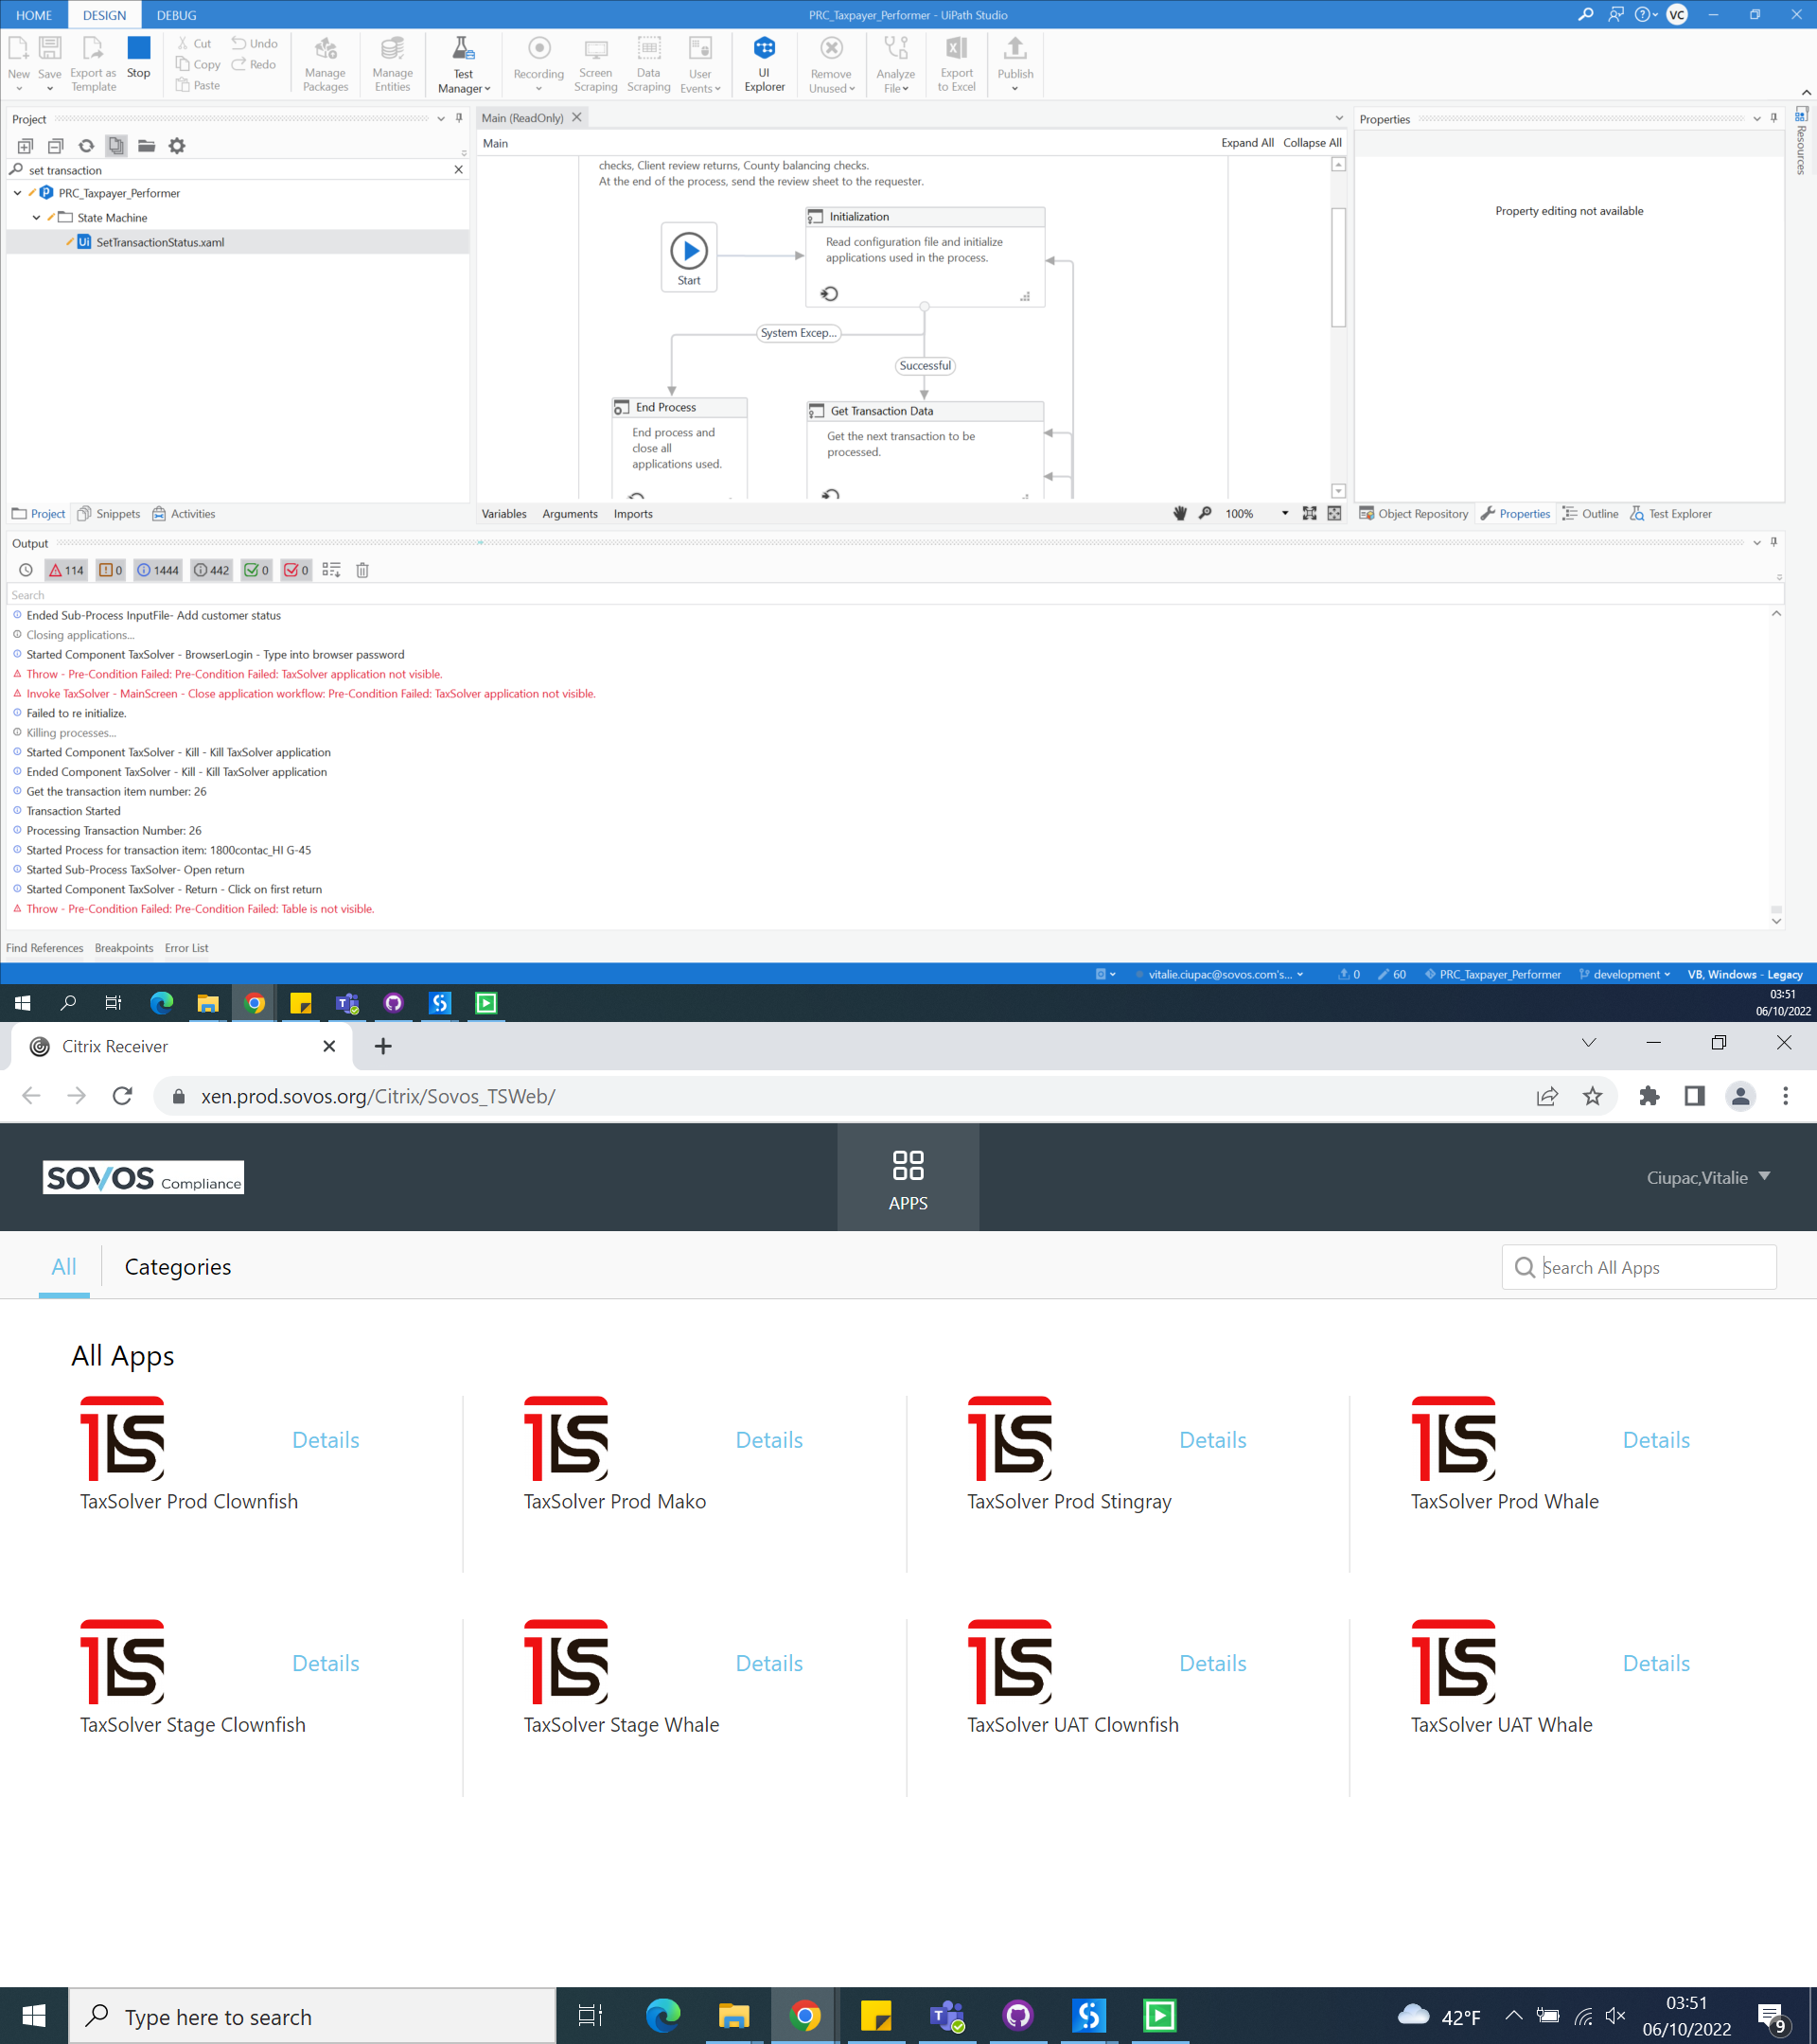 HOME DESIGN DEBUG
PRC_Taxpayer_Performer - UiPath Studio
VC
New Save Export as Template Stop
Cut Copy Paste Undo Redo
Manage Packages
Manage Entities
Test Manager
Recording
Screen Scraping
Data Scraping
User Events
UI Explorer
Remove Unused
Analyze File
Export to Excel
Publish
Project
set transaction
PRC_Taxpayer_Performer
State Machine
SetTransactionStatus.xaml
Project Snippets Activities
Main (ReadOnly)
Main
Expand All Collapse All
checks, Client review returns, County balancing checks.
At the end of the process, send the review sheet to the requester.
Start
Initialization
Read configuration file and initialize
applications used in the process.
System Excep...
Successful
End Process
End process and
close all
applications used.
Get Transaction Data
Get the next transaction to be
processed.
Variables Arguments Imports
100%
Properties
Property editing not available
Resources
Object Repository Properties Outline Test Explorer
Output
114 0 1444 442 0 0
Search
Ended Sub-Process InputFile- Add customer status
Closing applications...
Started Component TaxSolver - BrowserLogin - Type into browser password
Throw - Pre-Condition Failed: Pre-Condition Failed: TaxSolver application not visible.
Invoke TaxSolver - MainScreen - Close application workflow: Pre-Condition Failed: TaxSolver application not visible.
Failed to re initialize.
Killing processes...
Started Component TaxSolver - Kill - Kill TaxSolver application
Ended Component TaxSolver - Kill - Kill TaxSolver application
Get the transaction item number: 26
Transaction Started
Processing Transaction Number: 26
Started Process for transaction item: 1800contac_HI G-45
Started Sub-Process TaxSolver- Open return
Started Component TaxSolver - Return - Click on first return
Throw - Pre-Condition Failed: Pre-Condition Failed: Table is not visible.
Find References Breakpoints Error List
vitalie.ciupac@sovos.com's... 0 60 PRC_Taxpayer_Performer development VB, Windows - Legacy
03:51
06/10/2022
Citrix Receiver
xen.prod.sovos.org/Citrix/Sovos_TSWeb/
SOVOS Compliance
APPS
Ciupac,Vitalie
All Categories
Search All Apps
All Apps
TS Details TS Details TS Details TS Details
TaxSolver Prod Clownfish TaxSolver Prod Mako TaxSolver Prod Stingray TaxSolver Prod Whale
TS Details TS Details TS Details TS Details
TaxSolver Stage Clownfish TaxSolver Stage Whale TaxSolver UAT Clownfish TaxSolver UAT Whale
Type here to search
42°F
03:51
06/10/2022
9